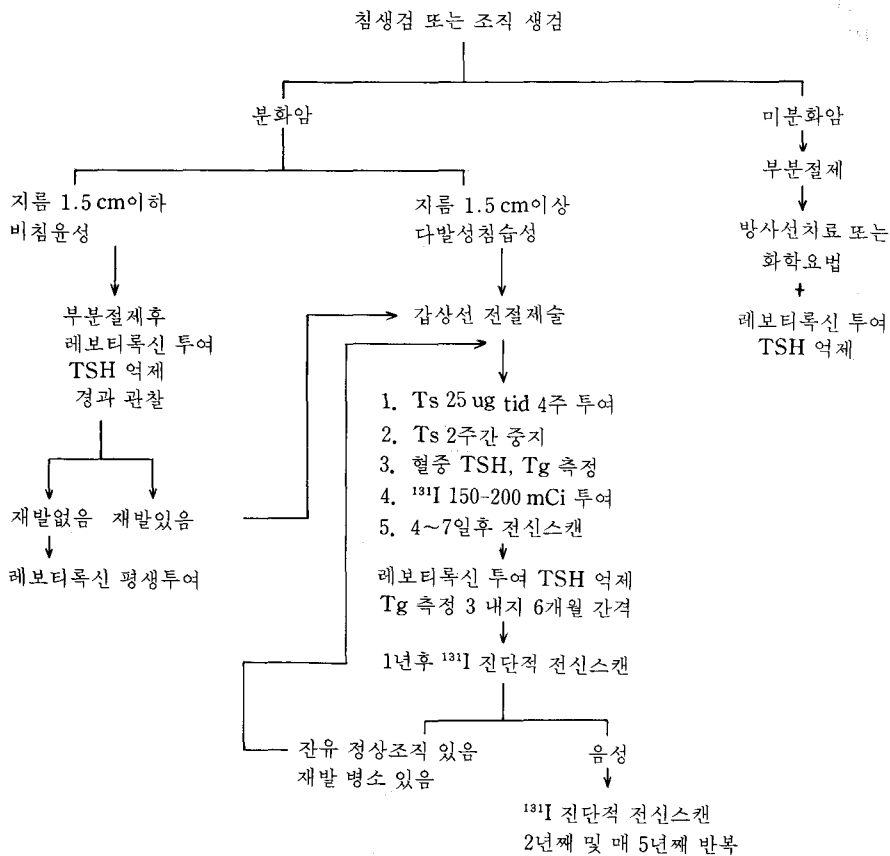 침생검 또는 조직 생검
분화암
미분화암
지름 1.5 cm이하
비침윤성
부분절제후
레보티록신 투여
TSH 억제
경과 관찰
재발없음
재발있음
레보티록신 평생투여
지름 1.5 cm이상
다발성침습성
갑상선 전절제술
1. Ts 25 ug tid 4주 투여
2. Ts 2주간 중지
3. 혈중 TSH, Tg 측정
4. ¹³¹I 150-200 mCi 투여
5. 4~7일후 전신스캔
레보티록신 투여 TSH 억제
Tg 측정 3 내지 6개월 간격
1년후 ¹³¹I 진단적 전신스캔
잔유 정상조직 있음
재발 병소 있음
음성
¹³¹I 진단적 전신스캔
2년째 및 매 5년째 반복
부분절제
방사선치료 또는
화학요법
+
레보티록신 투여
TSH 억제